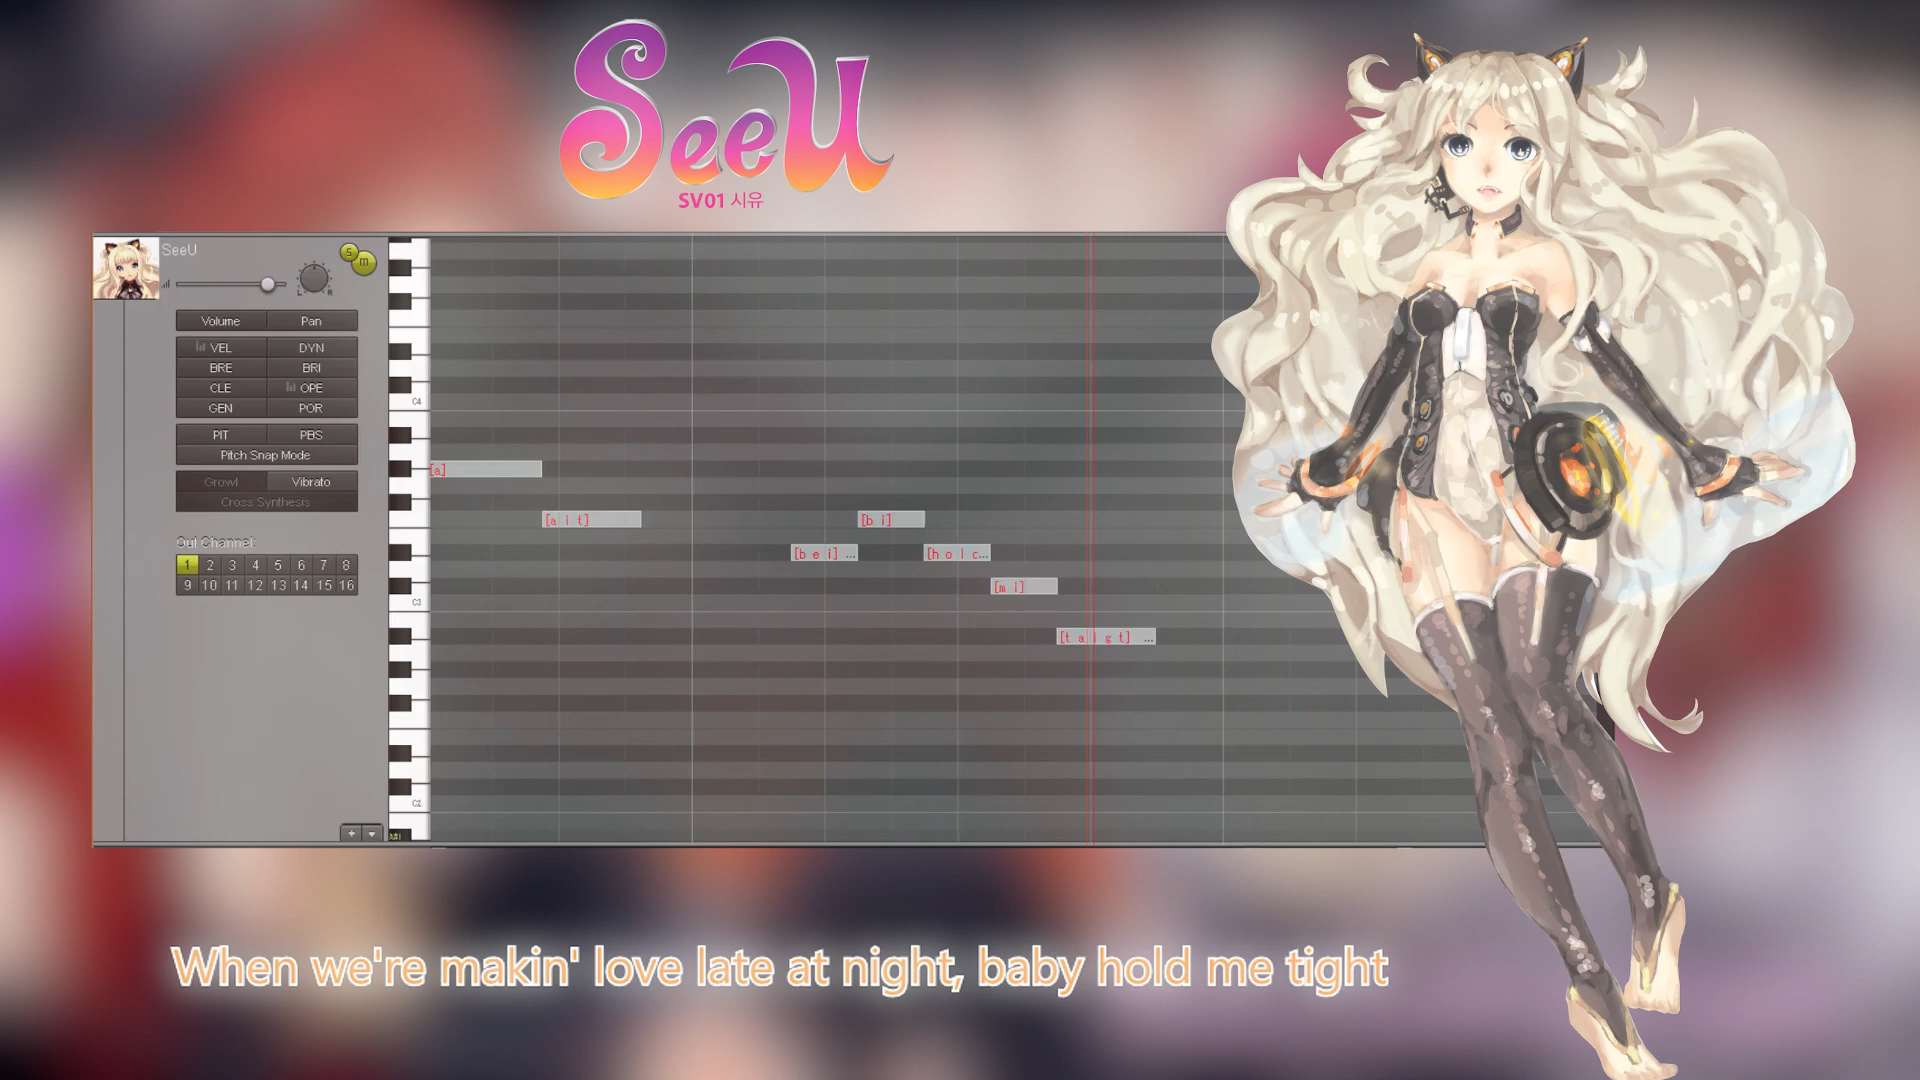 SeeU
SV01 시유
SeeU
S m
L R
Volume Pan
VEL DYN
BRE BRI
CLE OPE
GEN POR
PIT PBS
Pitch Snap Mode
Growl Vibrato
Cross Synthesis
Out Channel:
1 2 3 4 5 6 7 8
9 10 11 12 13 14 15 16
C4
[a]
[a l t]
[b i]
[b e i] ...
[h o l c...
[m i]
C3
[t a i g t] ...
C2
+
When we're makin' love late at night, baby hold me tight